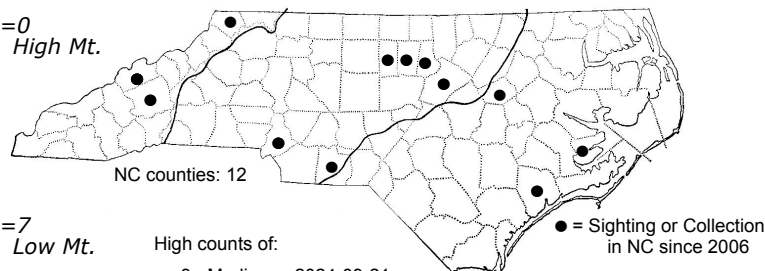 =0
High Mt.
NC counties: 12
=7
Low Mt.
High counts of:
● = Sighting or Collection
in NC since 2006